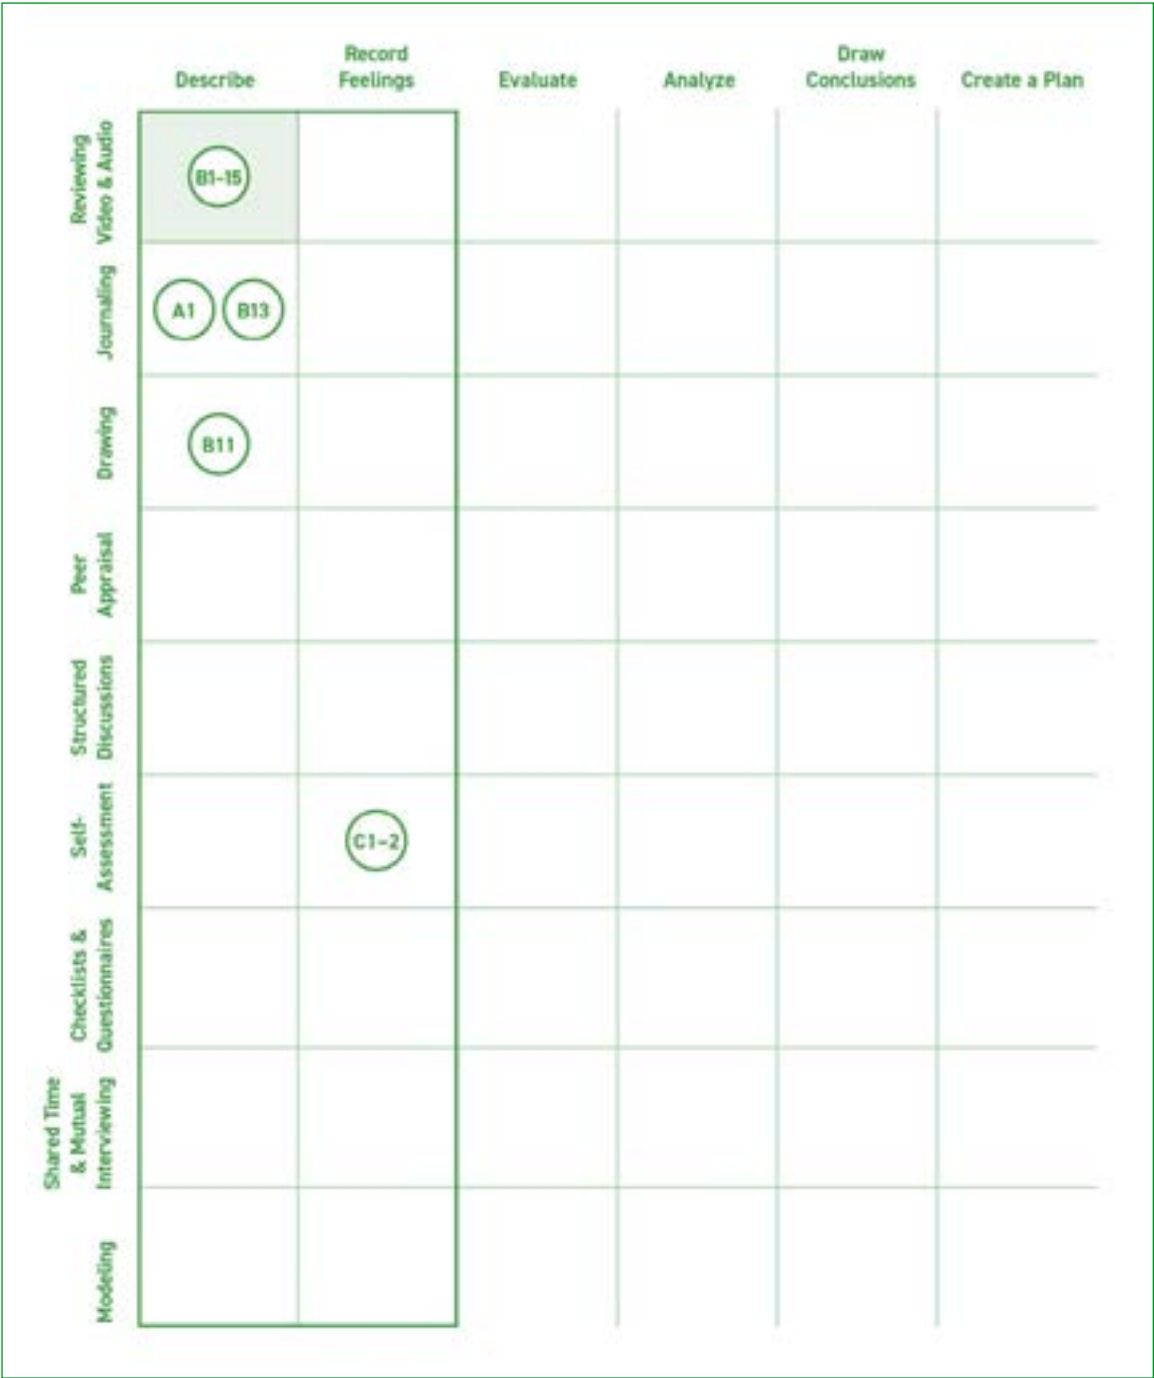 Record
Feelings
Draw
Conclusions
Describe
Evaluate
Analyze
Create a Plan
Reviewing
Video & Audio
B1-15
Journaling
A1
B13
Drawing
B11
Peer
Appraisal
Structured
Discussions
Self-
Assessment
C1–2
Checklists &
Questionnaires
Shared Time
& Mutual
Interviewing
Modeling